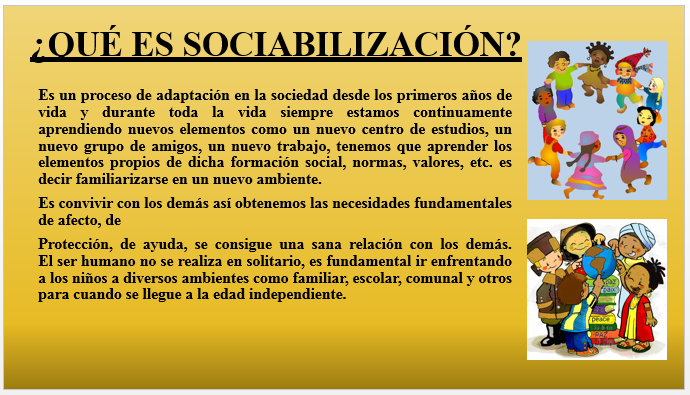 ¿QUÉ ES SOCIABILIZACIÓN?
Es un proceso de adaptación en la sociedad desde los primeros años de
vida y durante toda la vida siempre estamos continuamente
aprendiendo nuevos elementos como un nuevo centro de estudios, un
nuevo grupo de amigos, un nuevo trabajo, tenemos que aprender los
elementos propios de dicha formación social, normas, valores, etc. es
decir familiarizarse en un nuevo ambiente.
Es convivir con los demás así obtenemos las necesidades fundamentales
de afecto, de
Protección, de ayuda, se consigue una sana relación con los demás.
El ser humano no se realiza en solitario, es fundamental ir enfrentando
a los niños a diversos ambientes como familiar, escolar, comunal y otros
para cuando se llegue a la edad independiente.
paz
paix
peace
PAZ